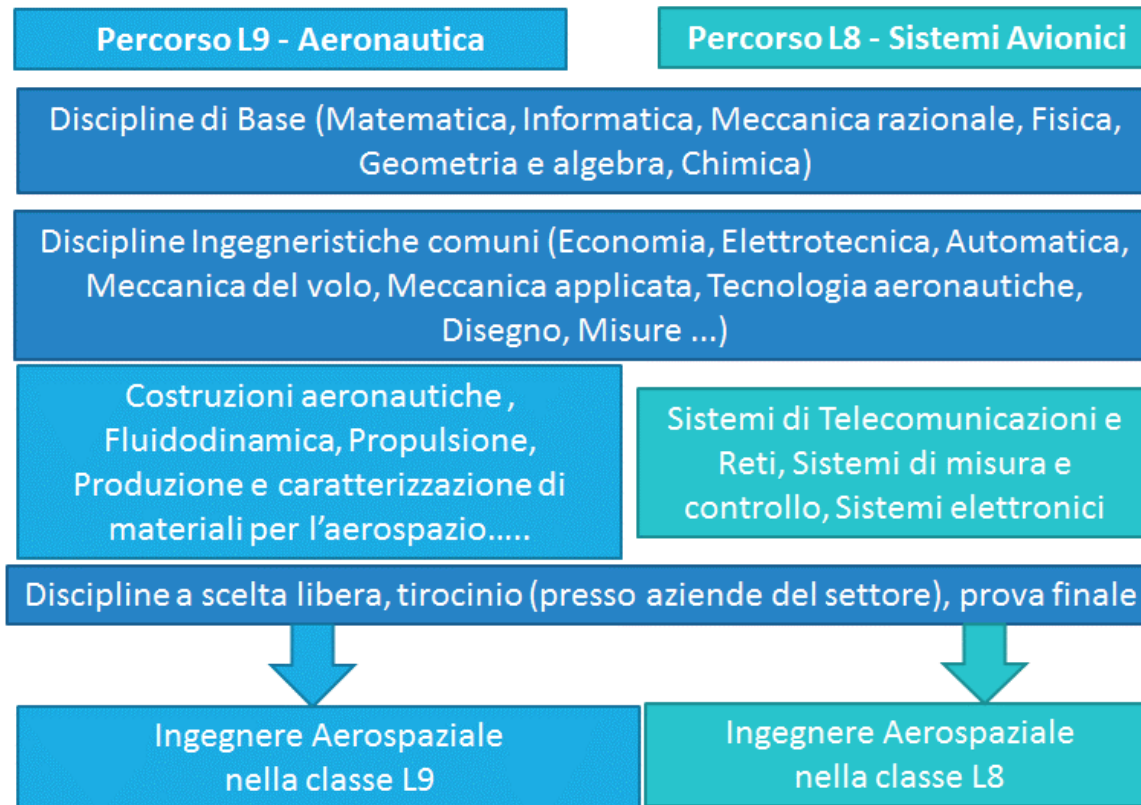 Percorso L9 - Aeronautica
Percorso L8 - Sistemi Avionici
Discipline di Base (Matematica, Informatica, Meccanica razionale, Fisica,
Geometria e algebra, Chimica)
Discipline Ingegneristiche comuni (Economia, Elettrotecnica, Automatica,
Meccanica del volo, Meccanica applicata, Tecnologia aeronautiche,
Disegno, Misure ...)
Costruzioni aeronautiche ,
Fluidodinamica, Propulsione,
Produzione e caratterizzazione di
materiali per l'aerospazio.....
Sistemi di Telecomunicazioni e
Reti, Sistemi di misura e
controllo, Sistemi elettronici
Discipline a scelta libera, tirocinio (presso aziende del settore), prova finale
Ingegnere Aerospaziale
nella classe L9
Ingegnere Aerospaziale
nella classe L8